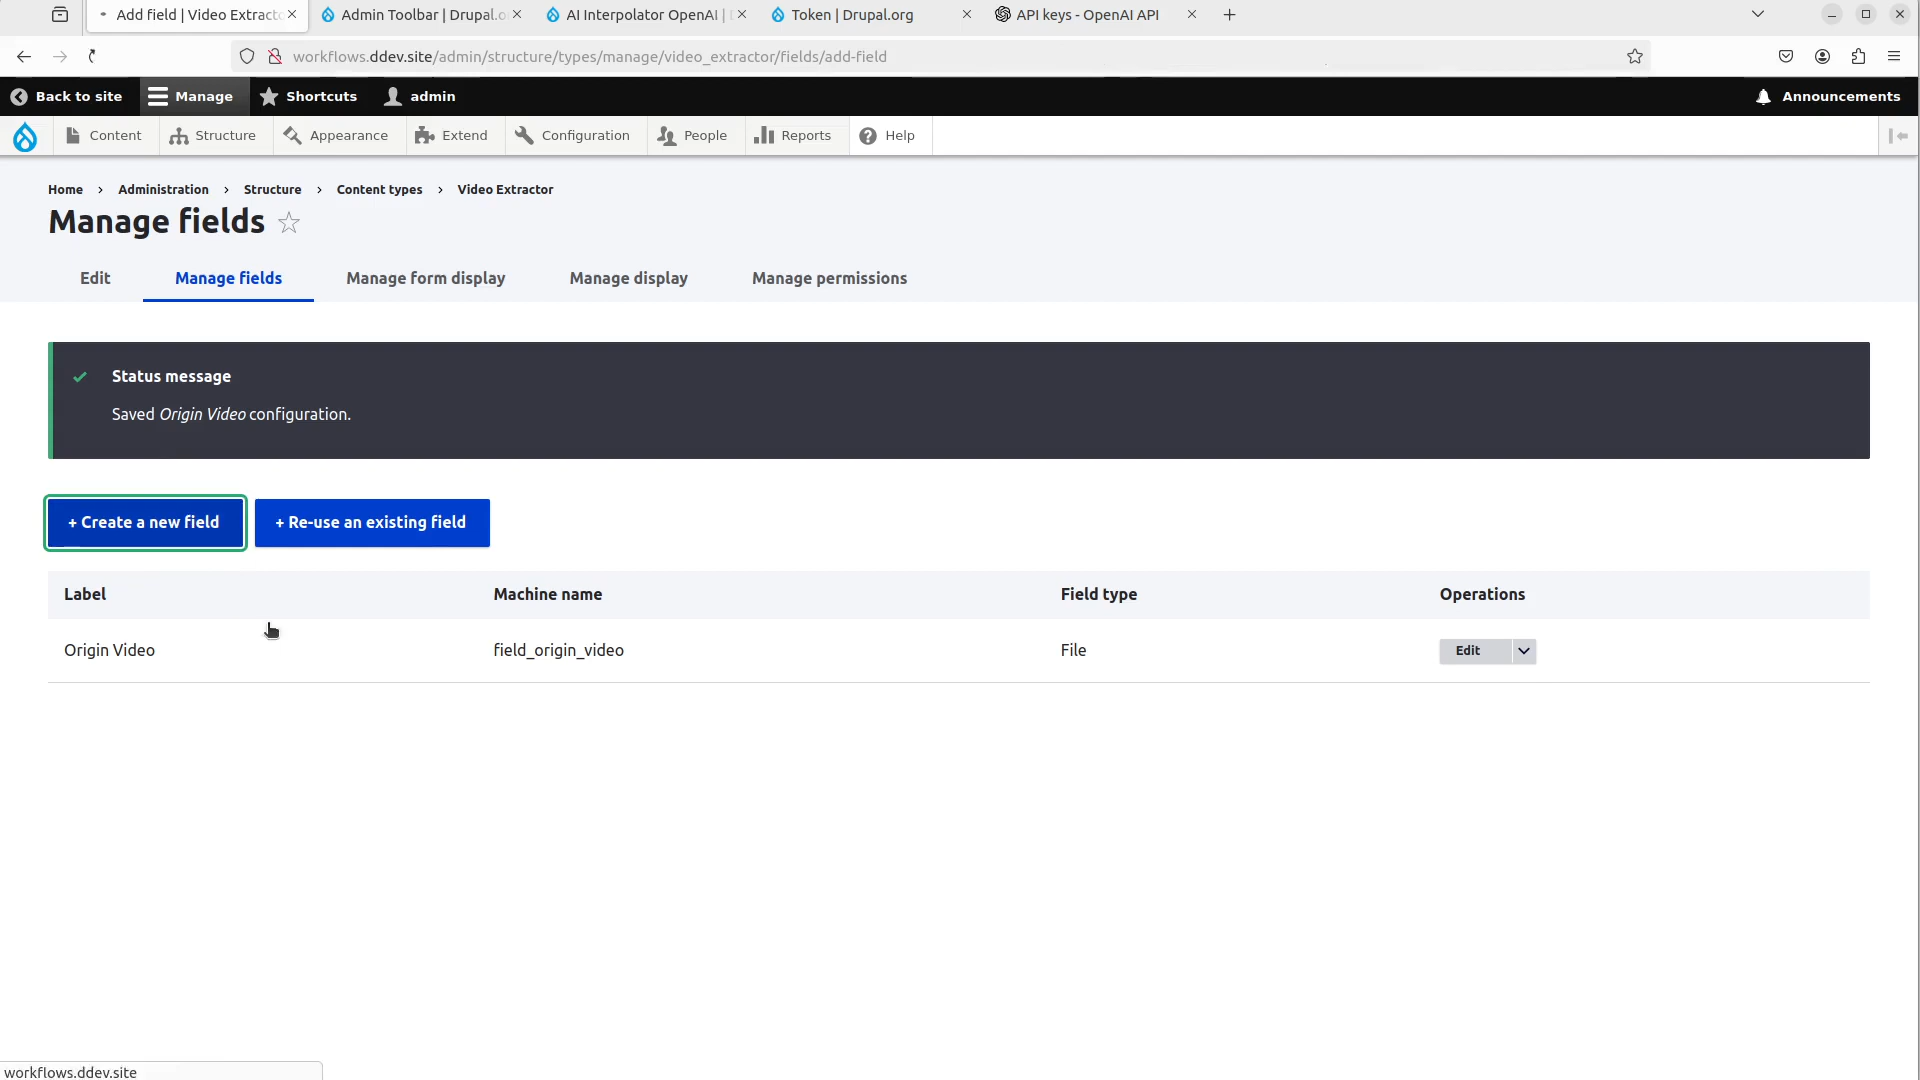 Add field | Video Extract
Admin Toolbar | Drupal.o
AI Interpolator OpenAI |
Token | Drupal.org
API keys - OpenAI API
workflows.ddev.site/admin/structure/types/manage/video_extractor/fields/add-field
Back to site
Manage
Shortcuts
admin
Announcements
Content
Structure
Appearance
Extend
Configuration
People
Reports
Help
Home › Administration › Structure › Content types › Video Extractor
Manage fields
Edit
Manage fields
Manage form display
Manage display
Manage permissions
Status message
Saved Origin Video configuration.
+ Create a new field
+ Re-use an existing field
Label
Machine name
Field type
Operations
Origin Video
field_origin_video
File
Edit
workflows.ddev.site